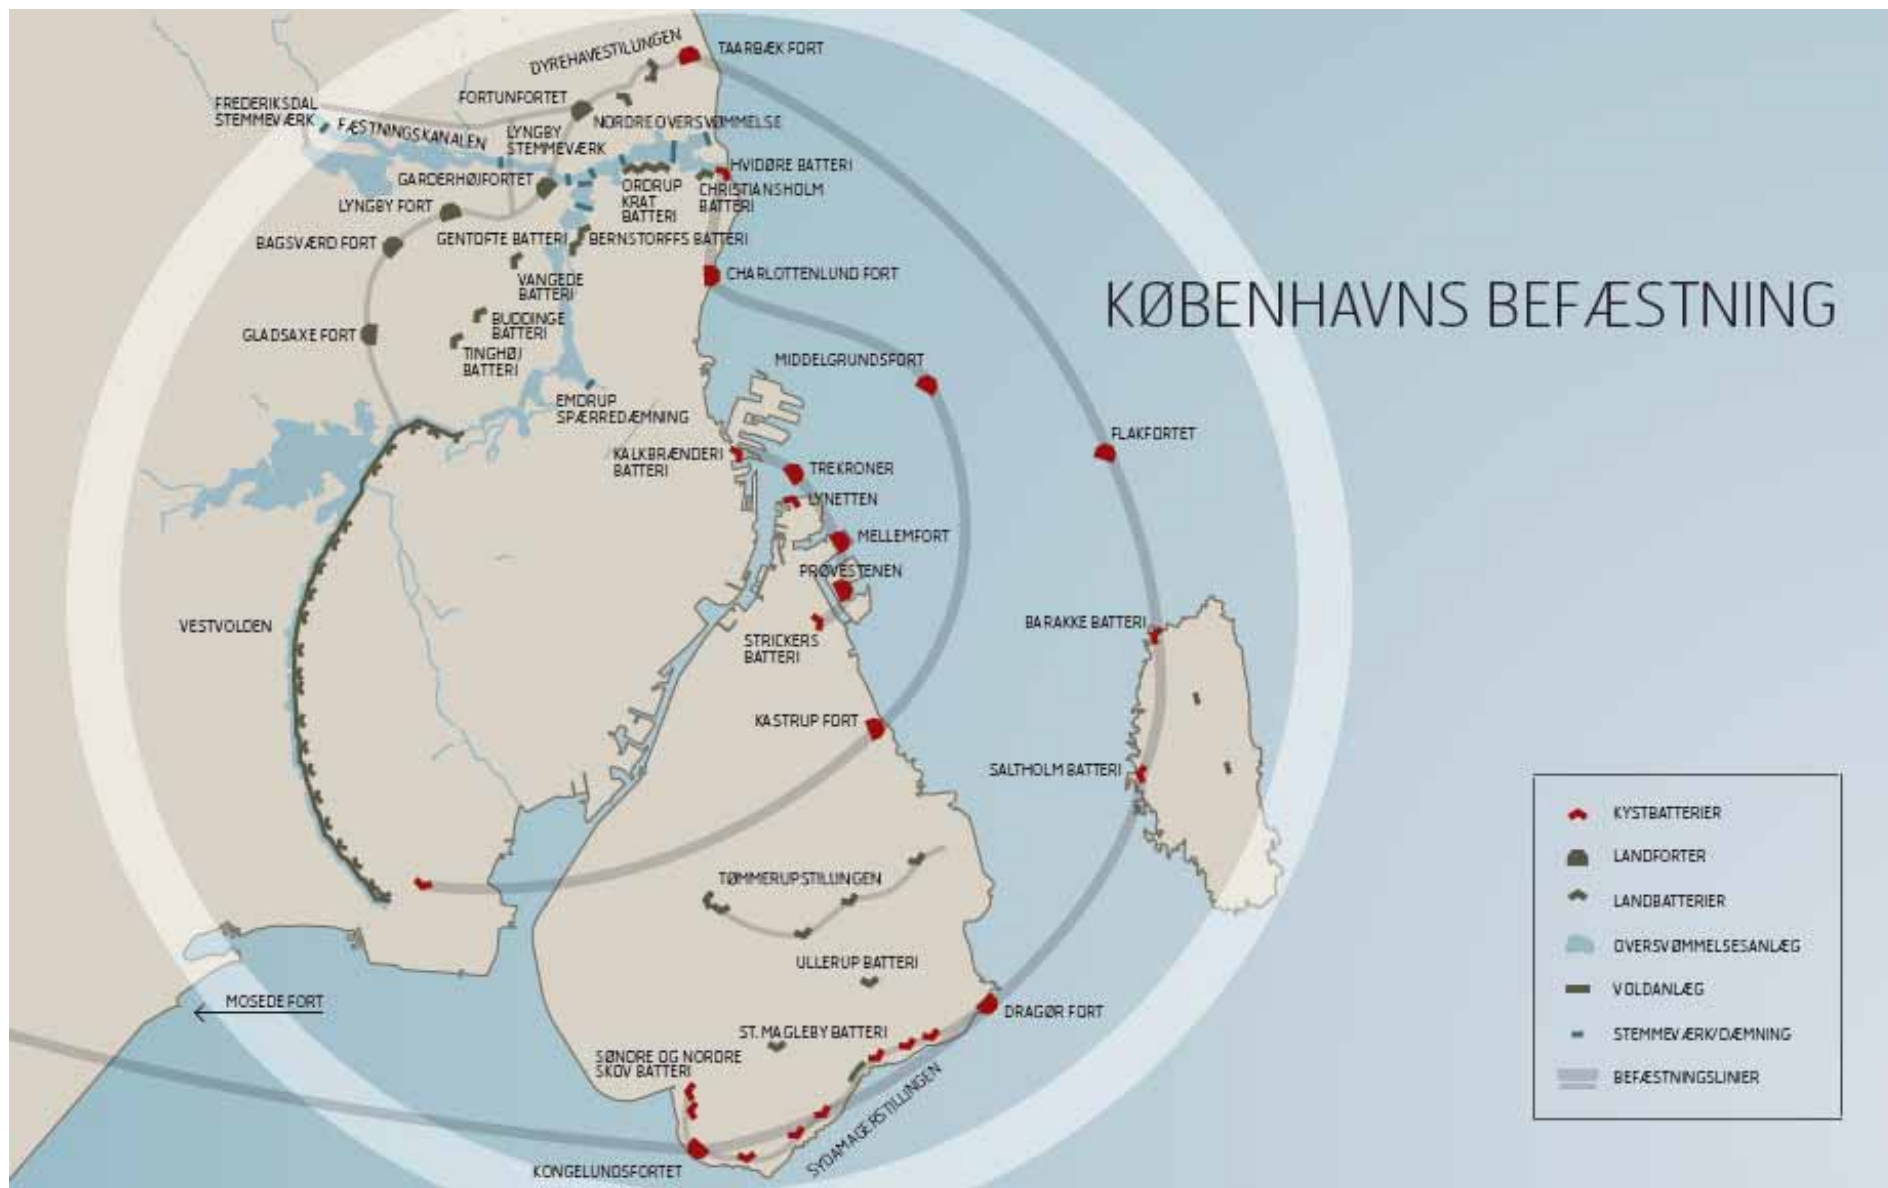 DYREHAVESTILLINGEN
TAARBÆK FORT
FORTUNFORTET
FREDERIKSDAL
STEMMEVÆRK
FÆSTNINGSKANALEN
LYNGBY
STEMMEVÆRK
NORDRE OVERSVØMMELSE
HVIDØRE BATTERI
GARDERHØJFORTET
ORDRUP
KRAT
BATTERI
CHRISTIANSHOLM
BATTERI
LYNGBY FORT
BAGSVÆRD FORT
GENTOFTE BATTERI
BERNSTORFFS BATTERI
VANGEDE
BATTERI
CHARLOTTENLUND FORT
KØBENHAVNS BEFÆSTNING
GLADSAXE FORT
BUDDINGE
BATTERI
TINGHØJ
BATTERI
MIDDELGRUNDSFORT
EMDRUP
SPÆRREDÆMNING
FLAKFORTET
KALKBRÆNDERI
BATTERI
TREKRONER
LYNETTEN
MELLEMFORT
PRØVESTENEN
VESTVOLDEN
STRICKERS
BATTERI
BARAKKE BATTERI
KASTRUP FORT
SALTHOLM BATTERI
TØMMERUPSTILLINGEN
ULLERUP BATTERI
MOSEDE FORT
DRAGØR FORT
ST. MAGLEBY BATTERI
SØNDRE OG NORDRE
SKOV BATTERI
SYDAMAGERSTILLINGEN
KONGELUNDSFORTET
KYSTBATTERIER
LANDFORTER
LANDBATTERIER
OVERSVØMMELSESANLÆG
VOLDANLÆG
STEMMEVÆRK/DÆMNING
BEFÆSTNINGSLINIER